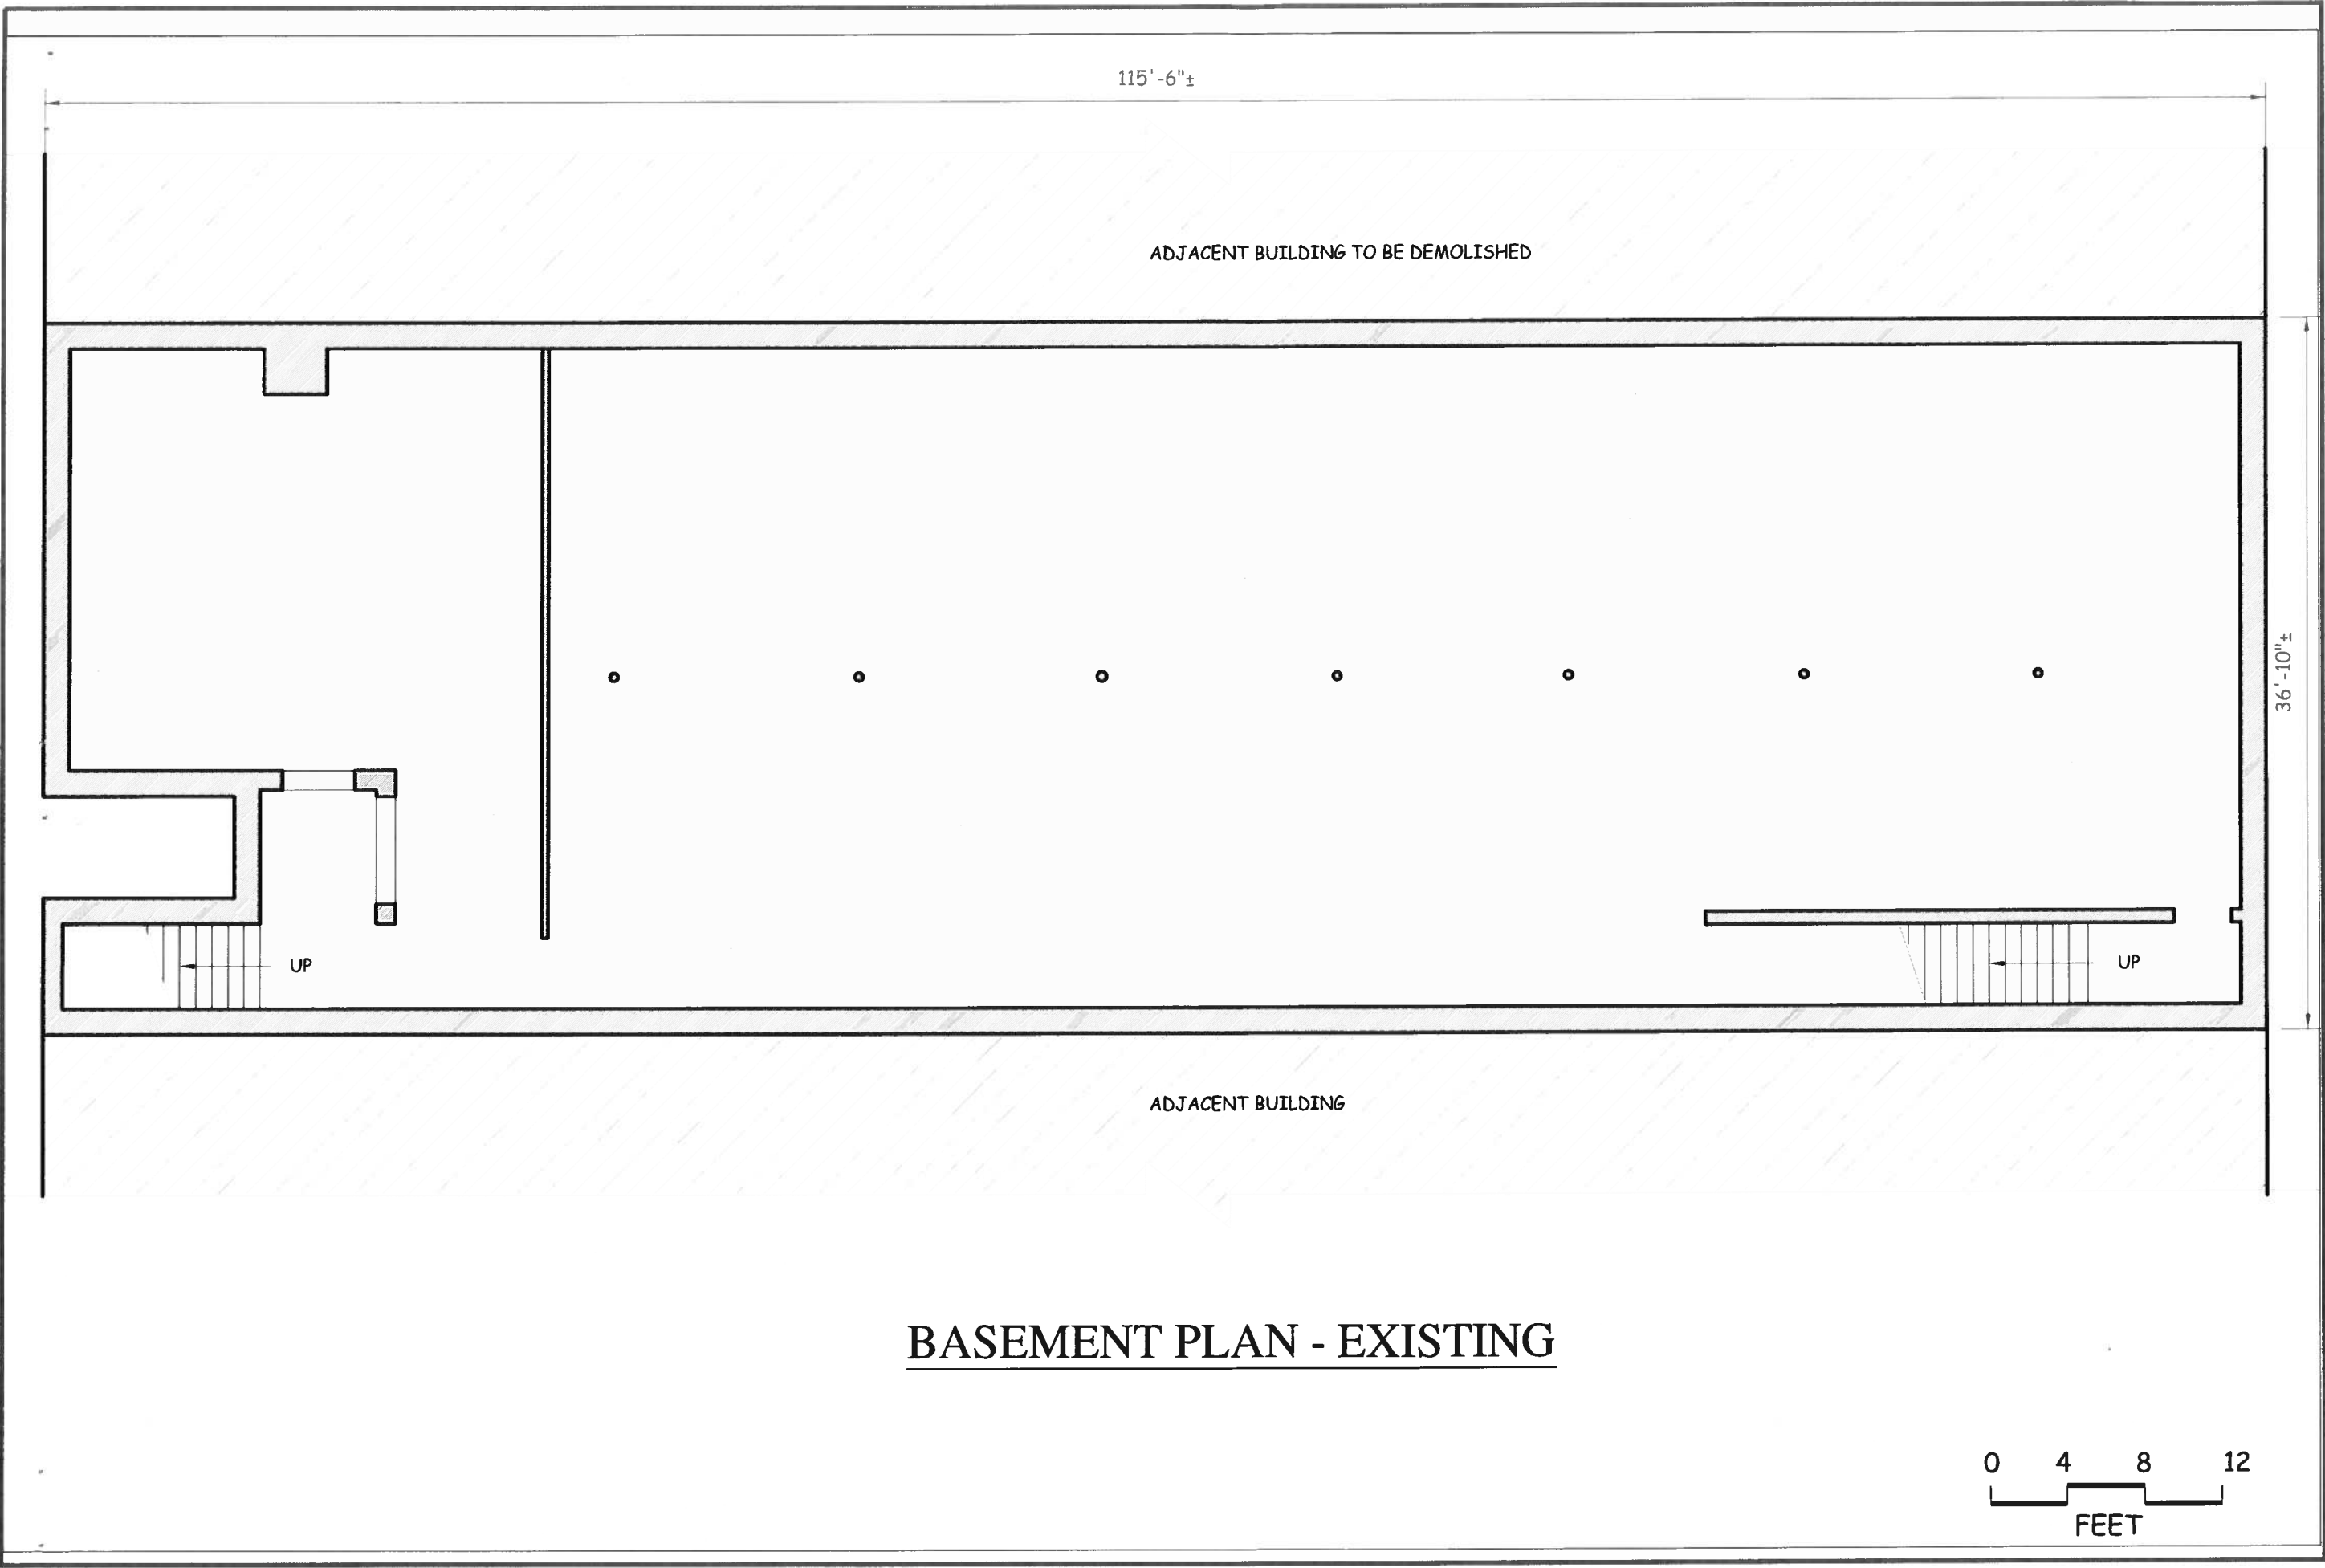 115'-6"±
ADJACENT BUILDING TO BE DEMOLISHED
36'-10"±
UP
UP
ADJACENT BUILDING
BASEMENT PLAN - EXISTING
0 4 8 12
FEET